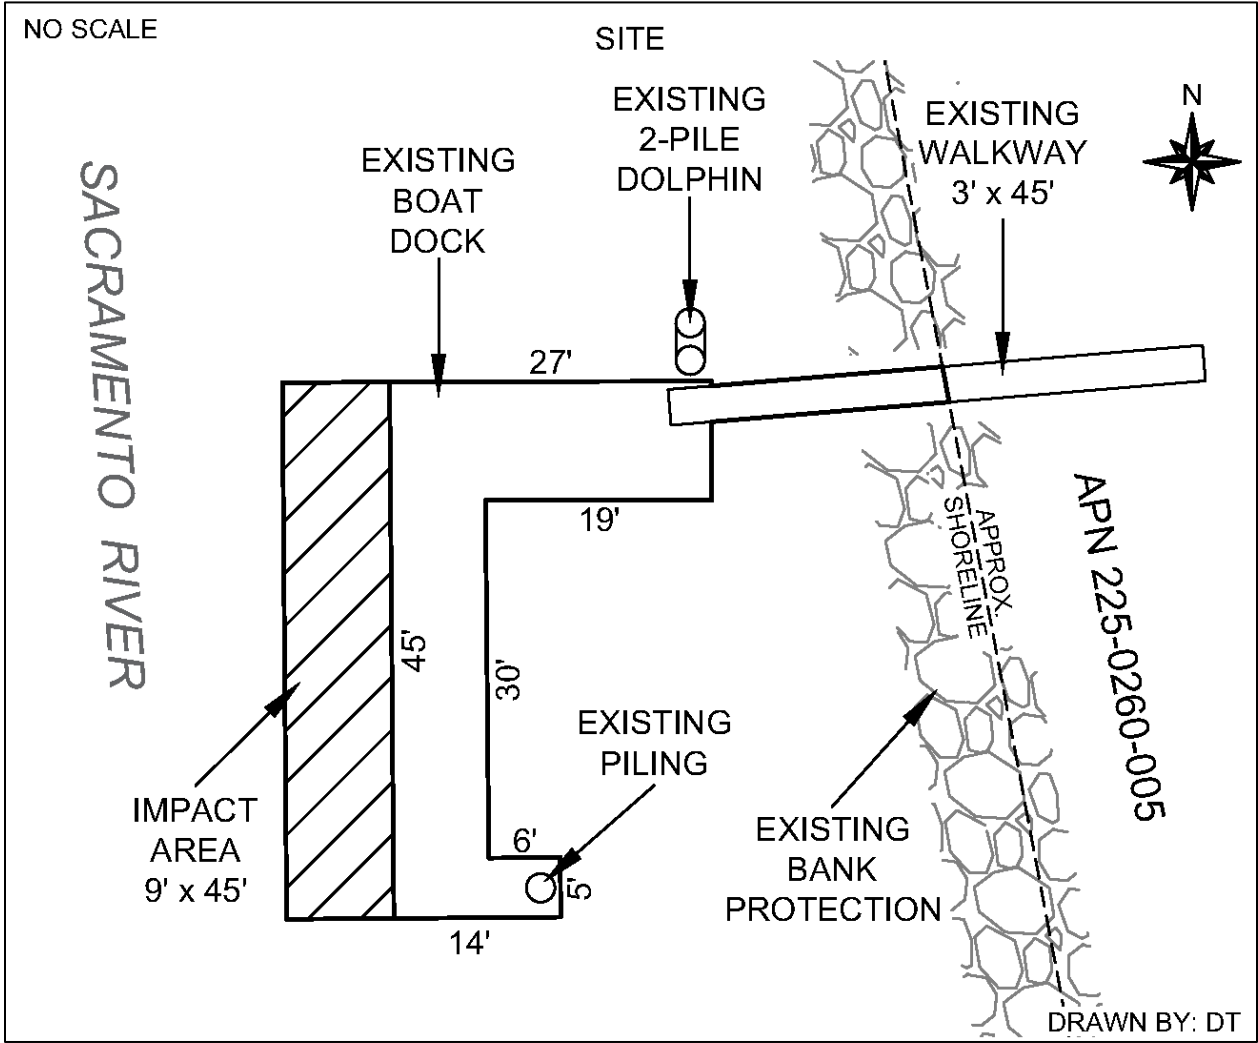 NO SCALE
SITE
N
EXISTING
2-PILE
DOLPHIN
EXISTING
WALKWAY
3' x 45'
EXISTING
BOAT
DOCK
SACRAMENTO RIVER
27'
19'
APPROX.
SHORELINE
APN 225-0260-005
45'
30'
EXISTING
PILING
IMPACT
AREA
9' x 45'
6'
5'
14'
EXISTING
BANK
PROTECTION
DRAWN BY: DT